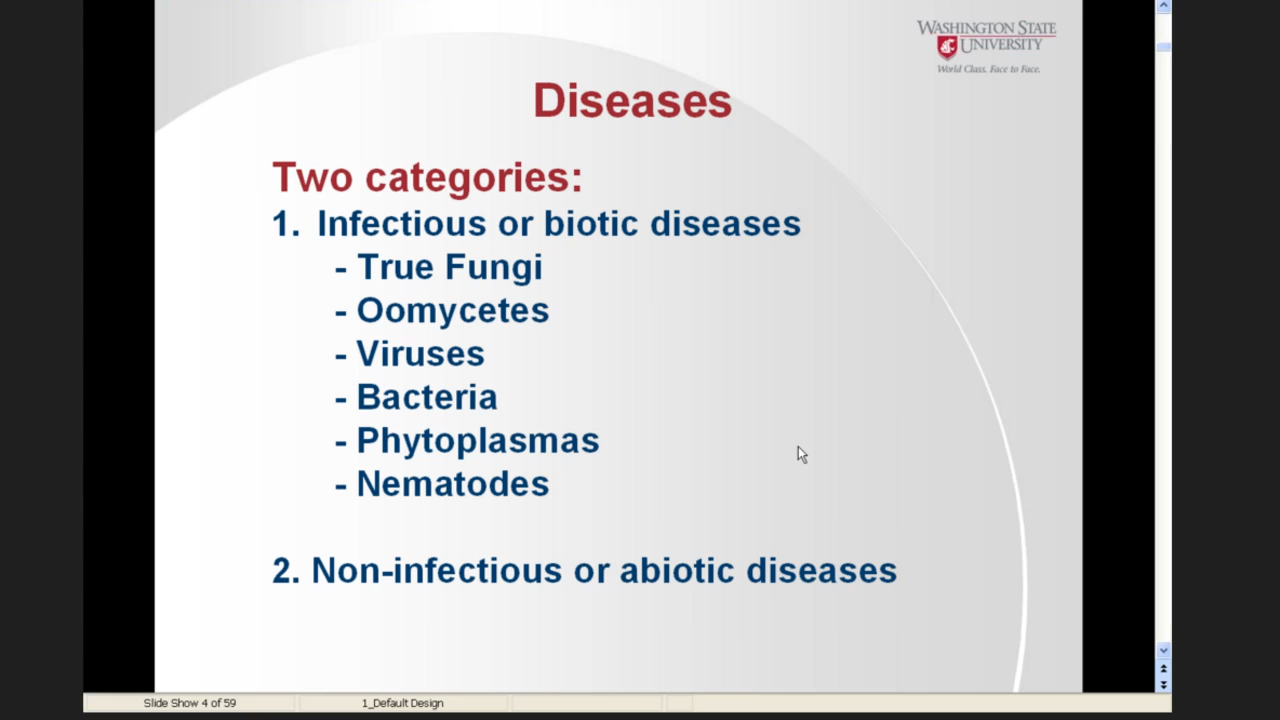 WASHINGTON STATE
UNIVERSITY
World Class. Face to Face.
Diseases
Two categories:
1. Infectious or biotic diseases
- True Fungi
- Oomycetes
- Viruses
- Bacteria
- Phytoplasmas
- Nematodes
2. Non-infectious or abiotic diseases
Slide Show 4 of 59 1_Default Design